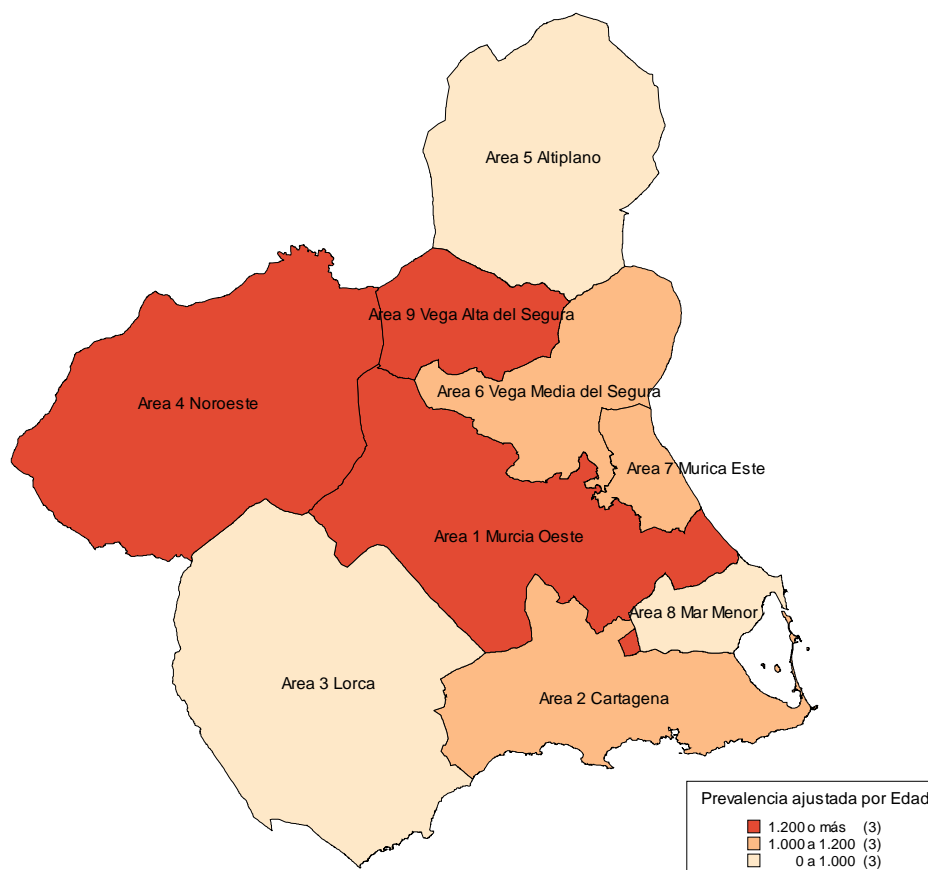 Area 5 Altiplano
Area 9 Vega Alta del Segura
Area 6 Vega Media del Segura
Area 4 Noroeste
Area 7 Murica Este
Area 1 Murcia Oeste
Area 8 Mar Menor
Area 3 Lorca
Area 2 Cartagena
Prevalencia ajustada por Edad
1.200 o más (3)
1.000 a 1.200 (3)
0 a 1.000 (3)